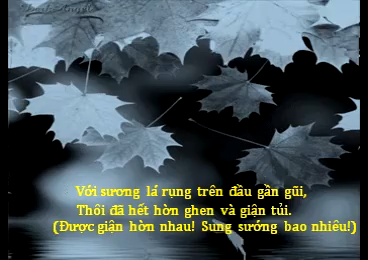 Với sương lá rụng trên đầu gần gũi,
Thôi đã hết hờn ghen và giận tủi.
(Được giận hờn nhau! Sung sướng bao nhiêu!)